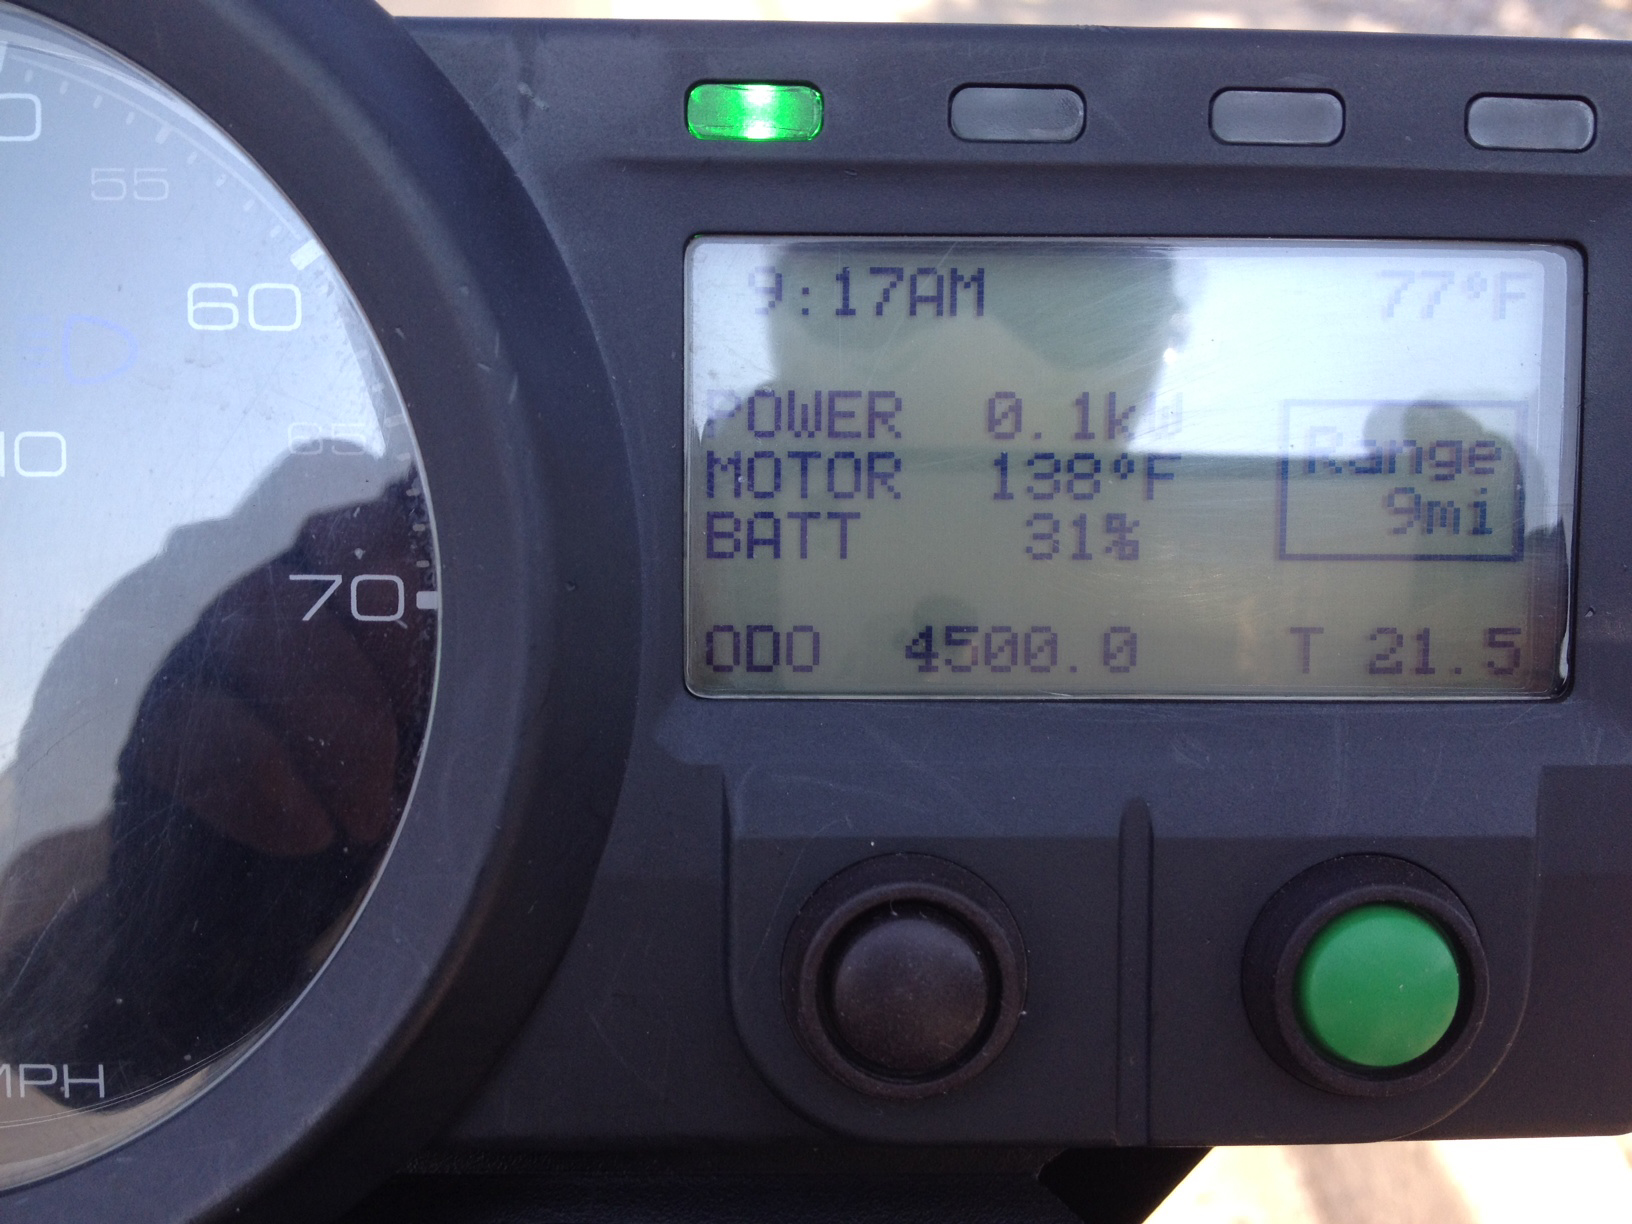 55
60
10
65
70
MPH
9:17AM 77°F
POWER 0.1kW
MOTOR 138°F
BATT 31%
Range
9mi
ODO 4500.0 T 21.5